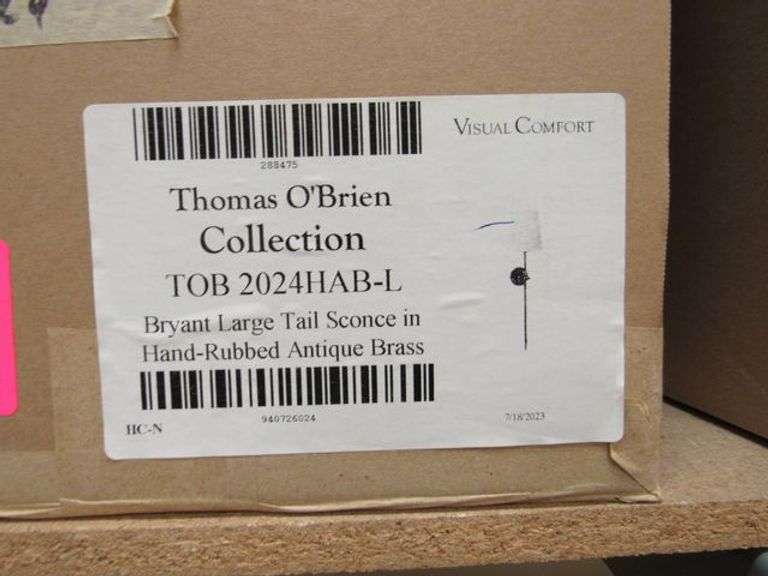 288475
VISUAL COMFORT
Thomas O'Brien
Collection
TOB 2024HAB-L
Bryant Large Tail Sconce in
Hand-Rubbed Antique Brass
940726024
HC-N
7/18/2023